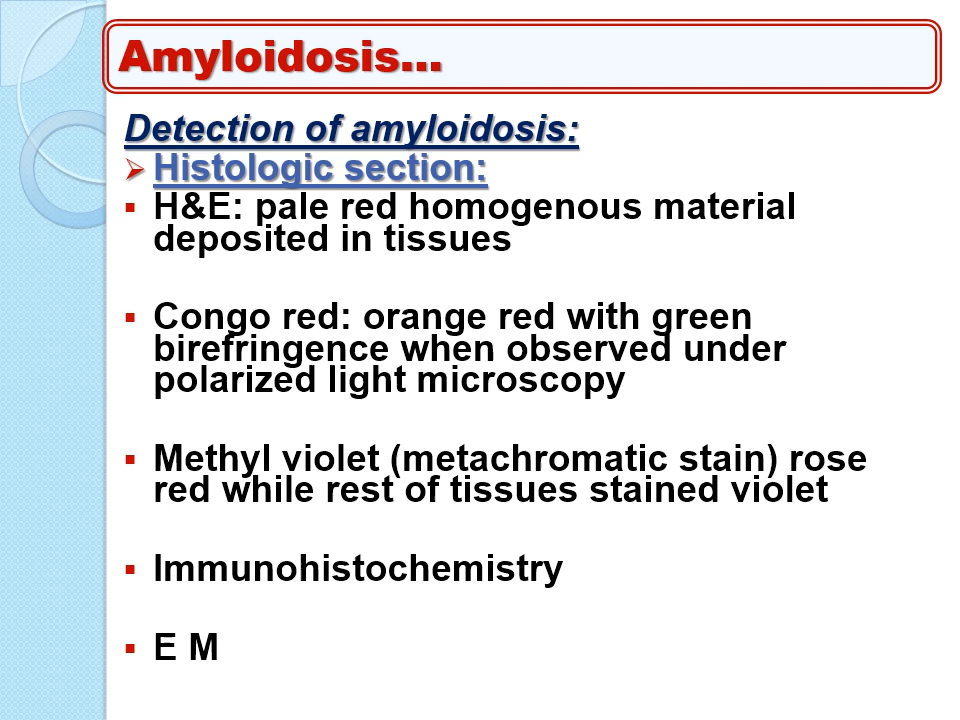 Amyloidosis...
Detection of amyloidosis:
Histologic section:
H&E: pale red homogenous material
deposited in tissues
Congo red: orange red with green
birefringence when observed under
polarized light microscopy
Methyl violet (metachromatic stain) rose
red while rest of tissues stained violet
Immunohistochemistry
E M